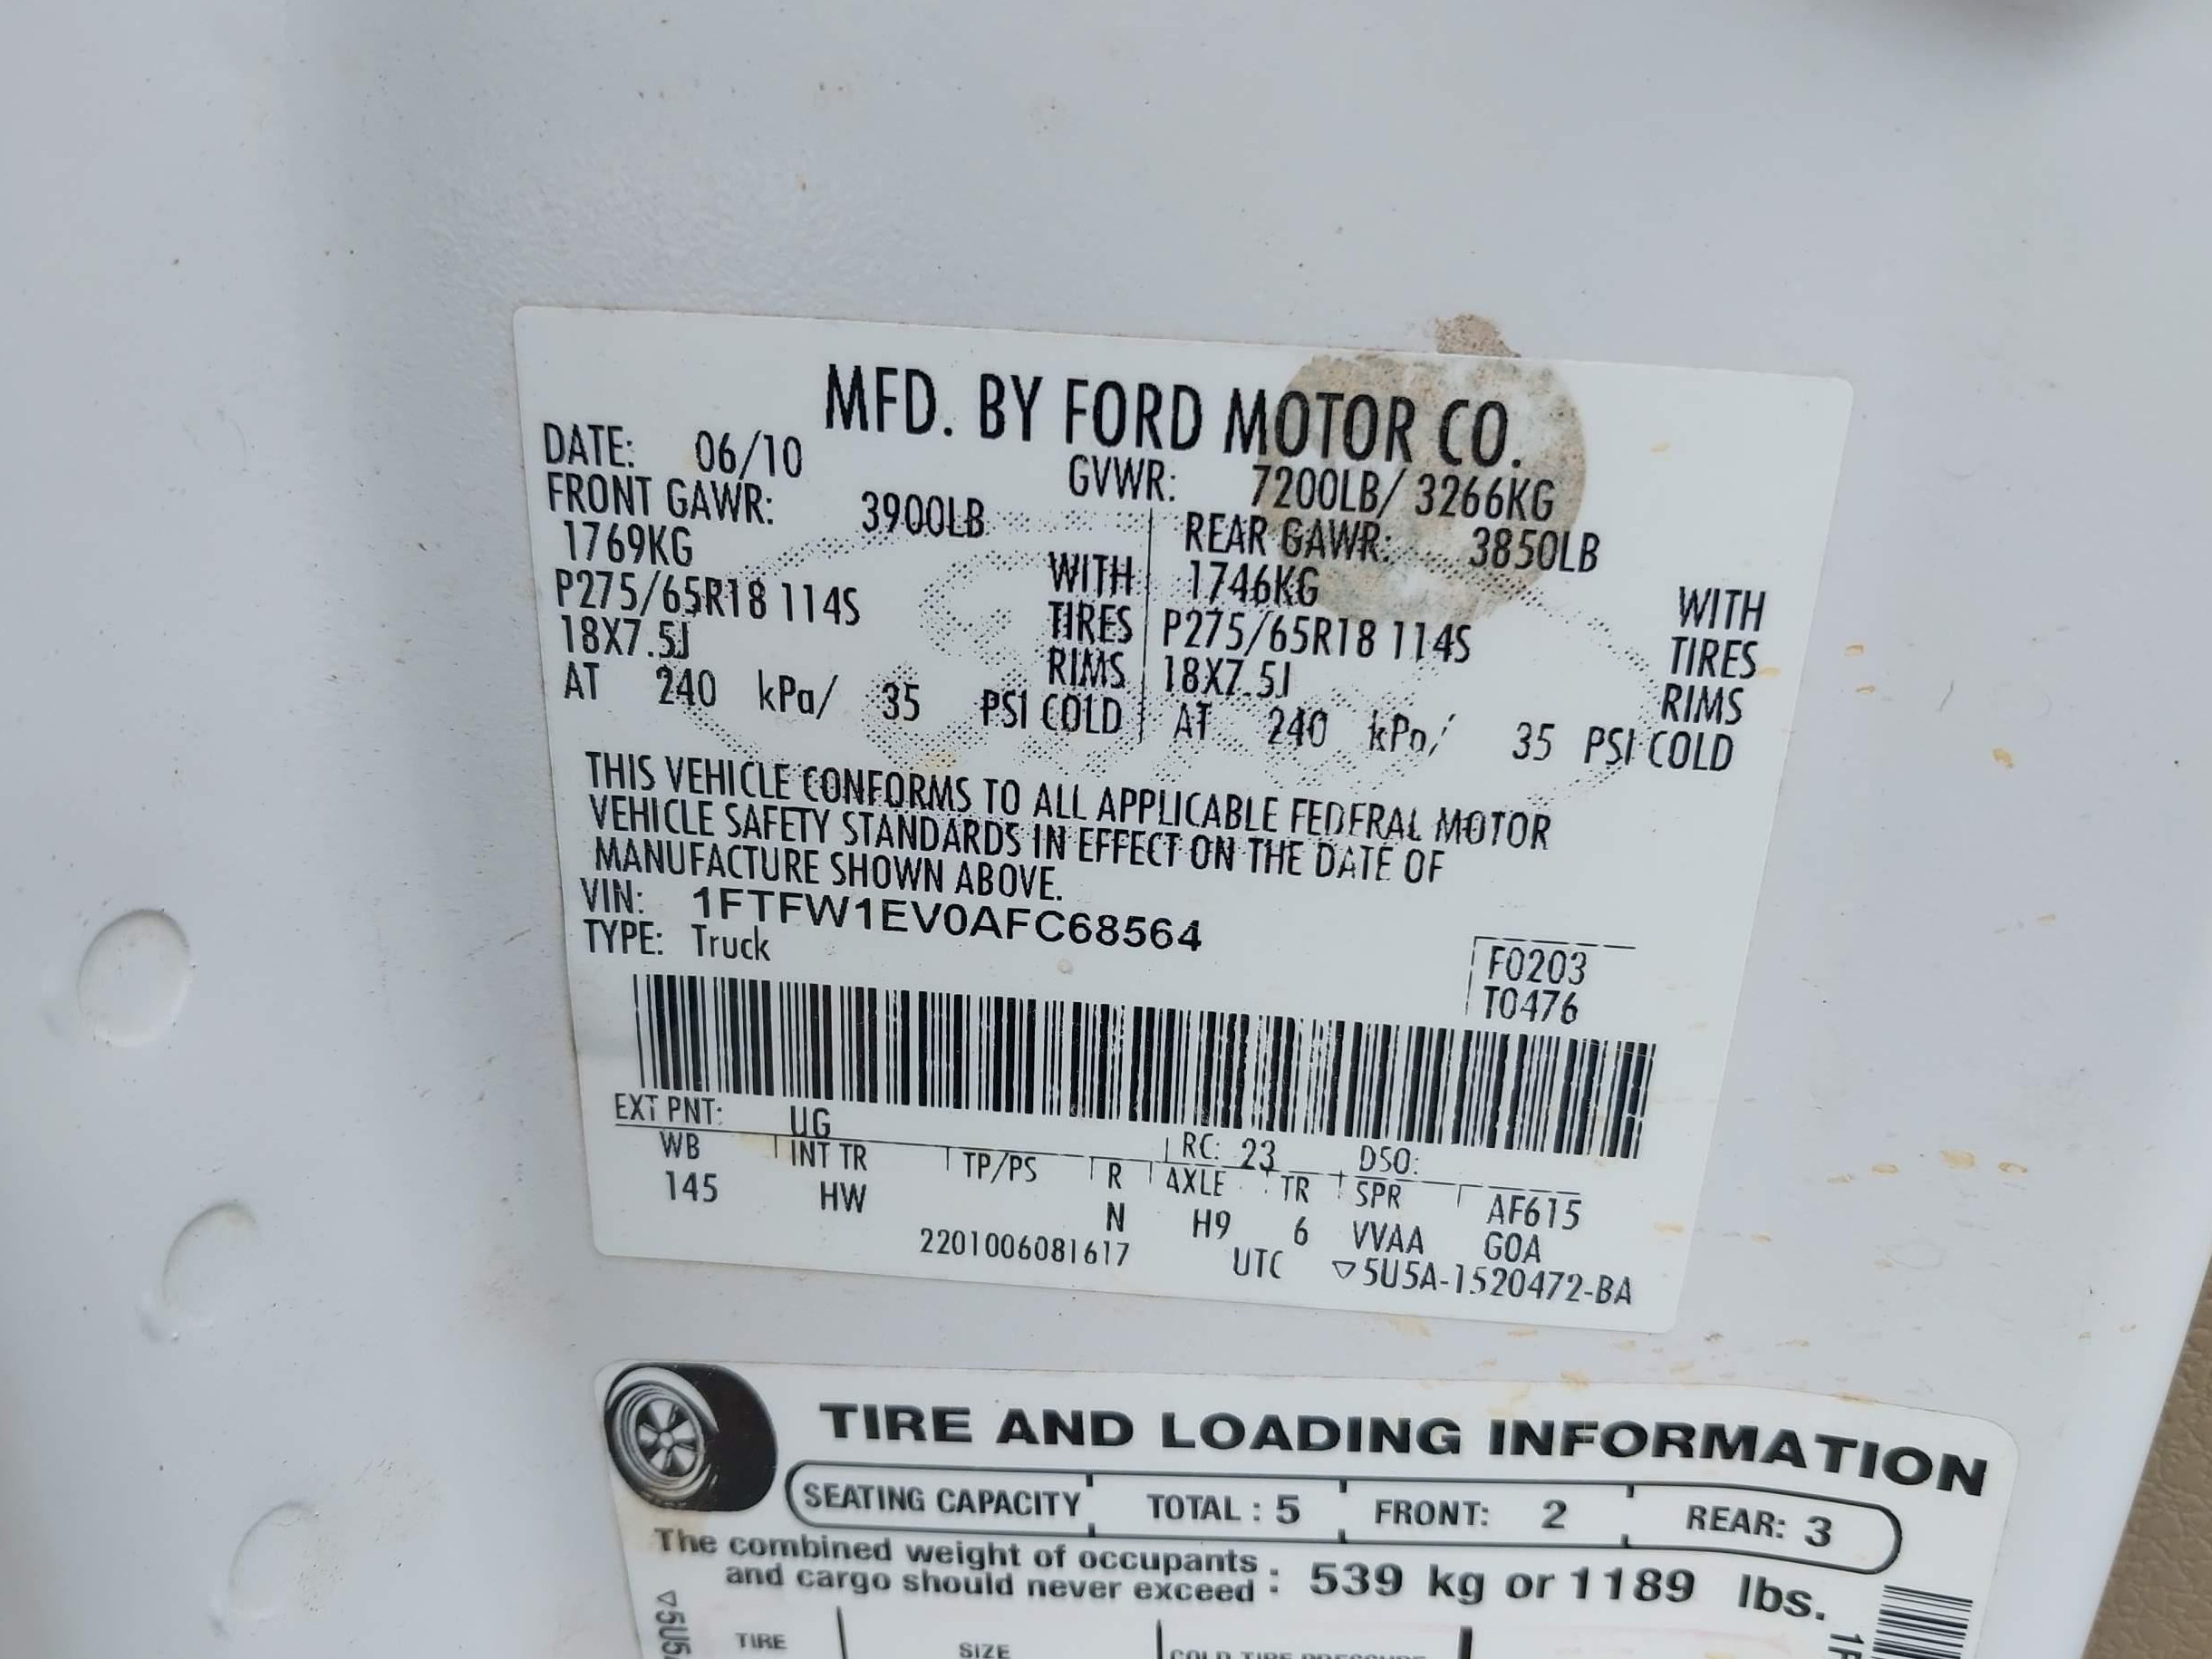 MFD. BY FORD MOTOR CO.
DATE: 06/10 GVWR: 7200LB/ 3266KG
FRONT GAWR: 3900LB REAR GAWR: 3850LB
1769KG WITH 1746KG WITH
P275/65R18 114S TIRES P275/65R18 114S TIRES
18X7.5J RIMS 18X7.5J RIMS
AT 240 kPa/ 35 PSI COLD AT 240 kPa/ 35 PSI COLD
THIS VEHICLE CONFORMS TO ALL APPLICABLE FEDERAL MOTOR
VEHICLE SAFETY STANDARDS IN EFFECT ON THE DATE OF
MANUFACTURE SHOWN ABOVE.
VIN: 1FTFW1EV0AFC68564
TYPE: Truck
F0203
T0476
EXT PNT: UG RC: 23 DSO:
WB INT TR TP/PS R AXLE TR SPR AF615
145 HW N H9 6 VVAA GOA
2201006081617 UTC ▽5U5A-1520472-BA
TIRE AND LOADING INFORMATION
SEATING CAPACITY TOTAL : 5 FRONT: 2 REAR: 3
The combined weight of occupants
and cargo should never exceed : 539 kg or 1189 lbs.
TIRE SIZE COLD TIRE PRESSURE
▽5U5
1F